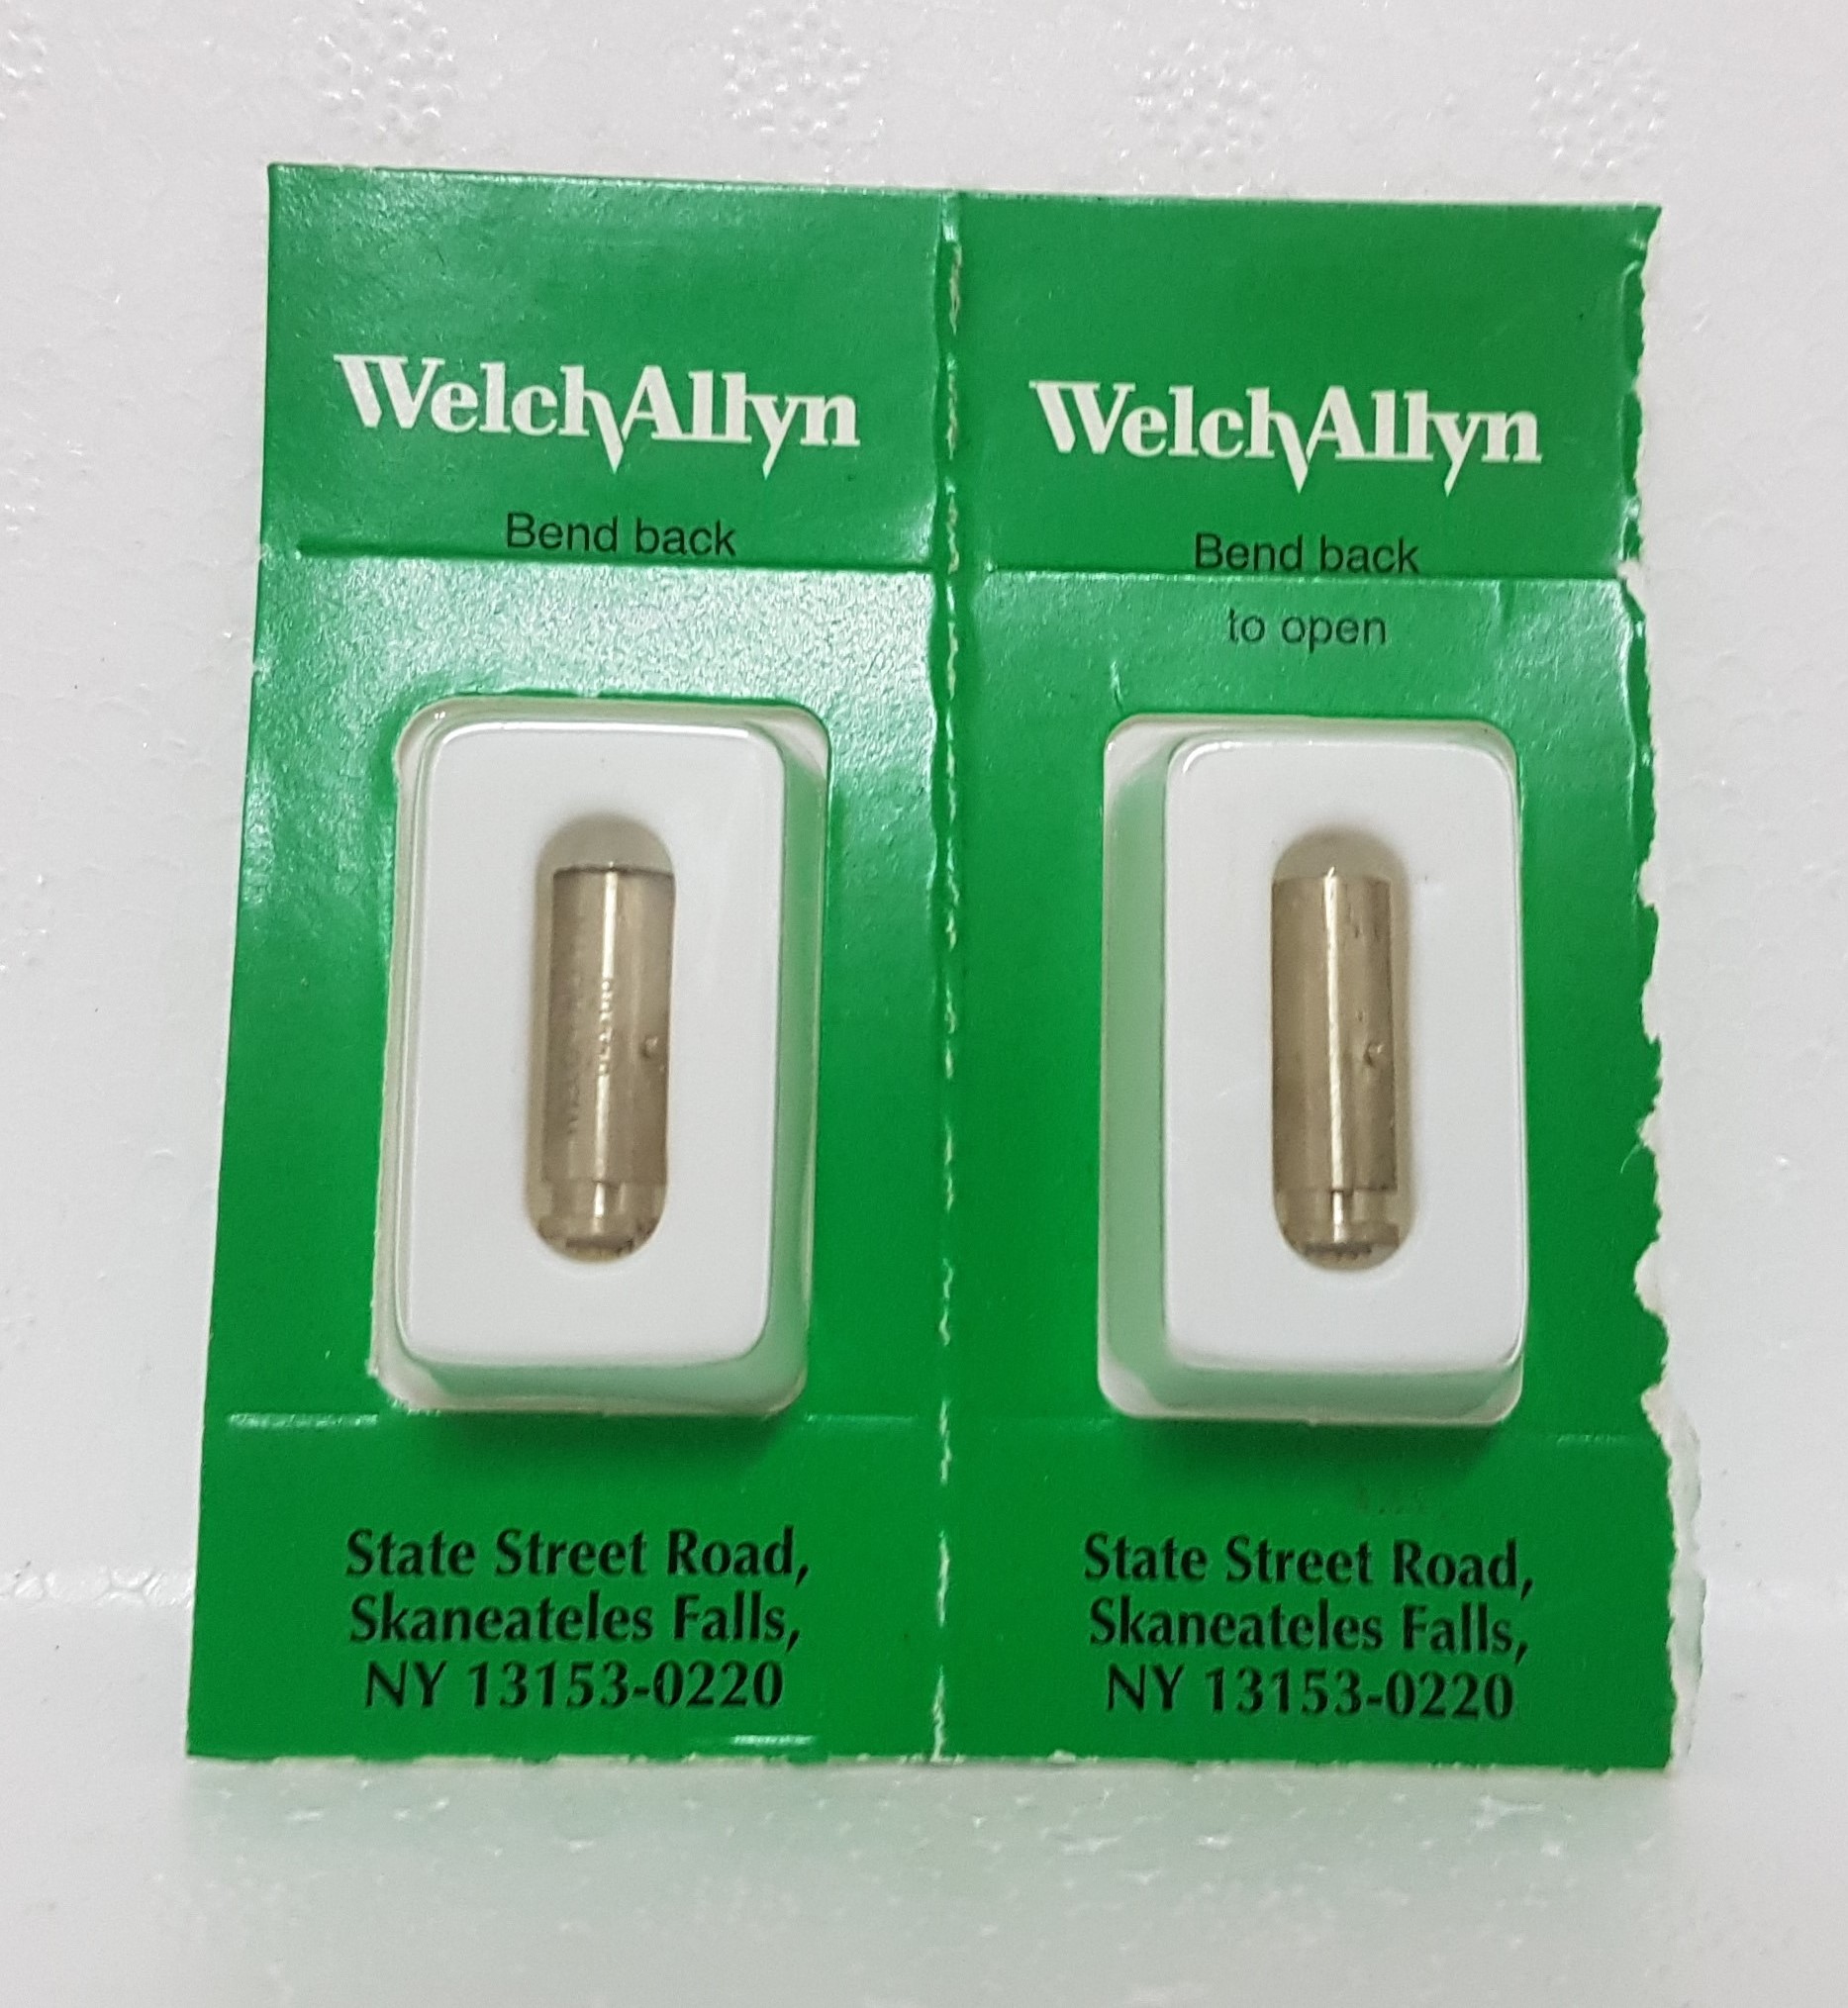 WelchAllyn
Bend back
State Street Road,
Skaneateles Falls,
NY 13153-0220
WelchAllyn
Bend back
to open
State Street Road,
Skaneateles Falls,
NY 13153-0220